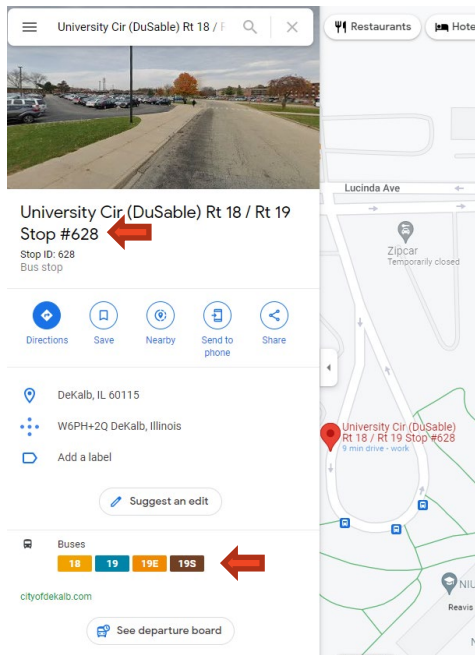 University Cir (DuSable) Rt 18 /
Restaurants
University Cir (DuSable) Rt 18 / Rt 19
Stop #628
Stop ID: 628
Bus stop
Directions
Save
Nearby
Send to
phone
Share
DeKalb, IL 60115
W6PH+2Q DeKalb, Illinois
Add a label
Suggest an edit
Buses
18 19 19E 19S
cityofdekalb.com
See departure board
Lucinda Ave
Zipcar
Temporarily closed
University Cir (DuSable)
Rt 18 / Rt 19 Stop #628
9 min drive - work
NIU
Reavis